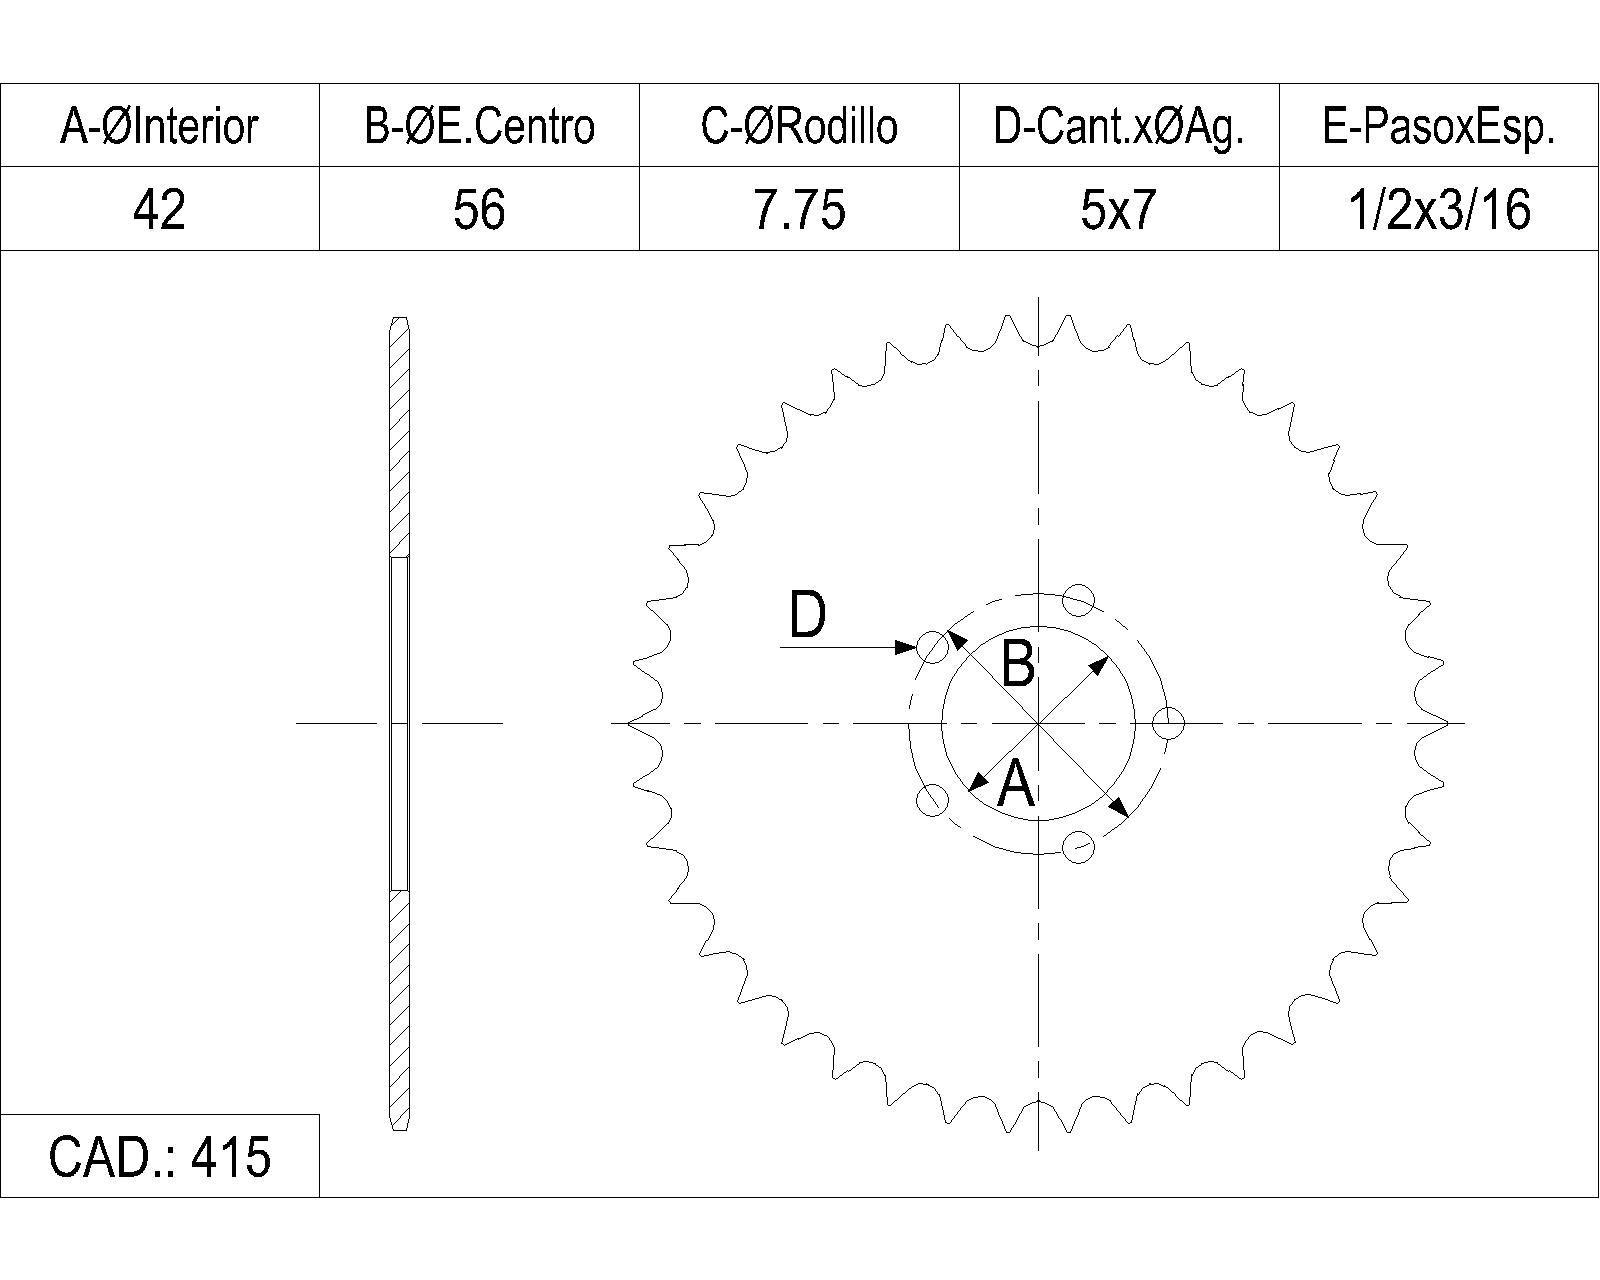 A-ØInterior B-ØE.Centro C-ØRodillo D-Cant.xØAg. E-PasoxEsp.
42 56 7.75 5x7 1/2x3/16
D
B
A
CAD.: 415